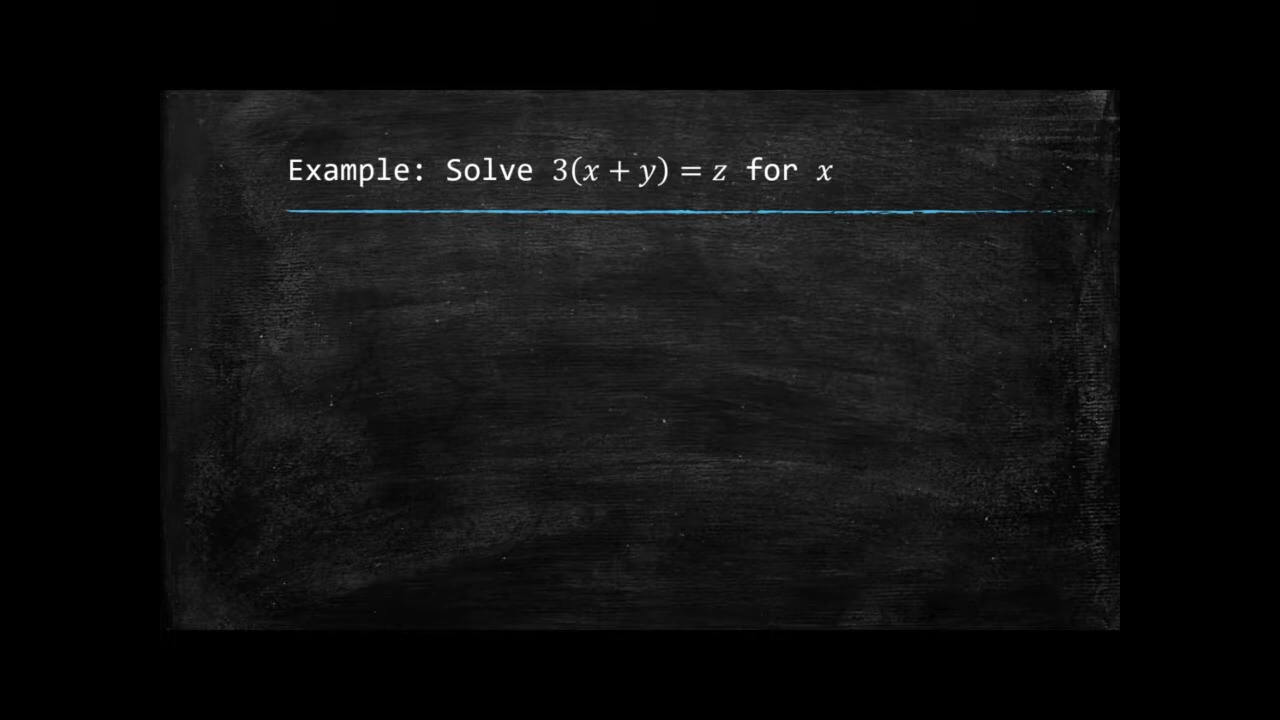 Example: Solve 3(x + y) = z for x